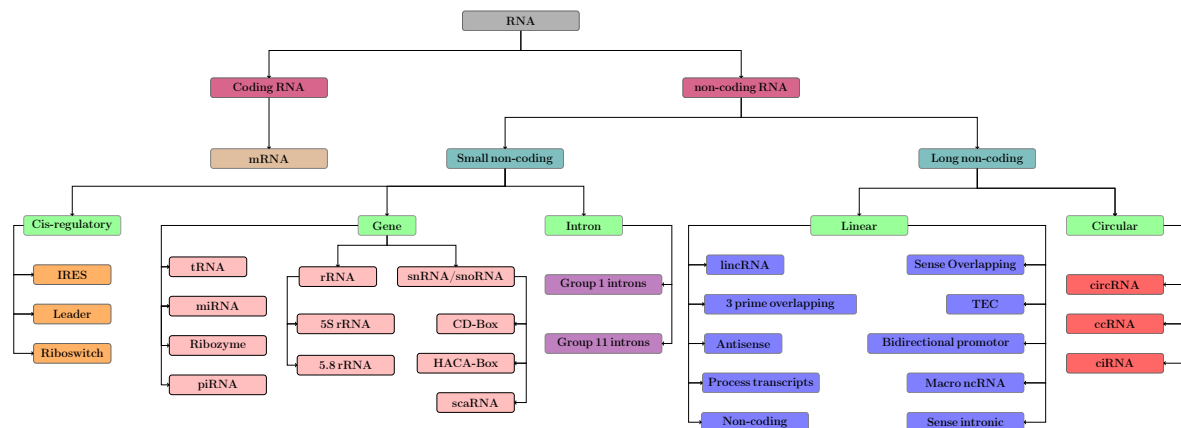 RNA
Coding RNA
non-coding RNA
mRNA
Small non-coding
Long non-coding
Cis-regulatory
Gene
Intron
Linear
Circular
IRES
Leader
Riboswitch
tRNA
miRNA
Ribozyme
piRNA
rRNA
5S rRNA
5.8 rRNA
snRNA/snoRNA
CD-Box
HACA-Box
scaRNA
Group 1 introns
Group 11 introns
lincRNA
3 prime overlapping
Antisense
Process transcripts
Non-coding
Sense Overlapping
TEC
Bidirectional promotor
Macro ncRNA
Sense intronic
circRNA
ccRNA
ciRNA